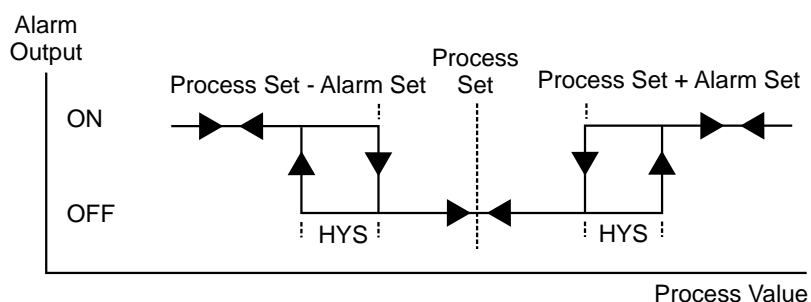 Alarm
Output
Process
Set
Process Set - Alarm Set
Process Set + Alarm Set
ON
OFF
HYS
HYS
Process Value